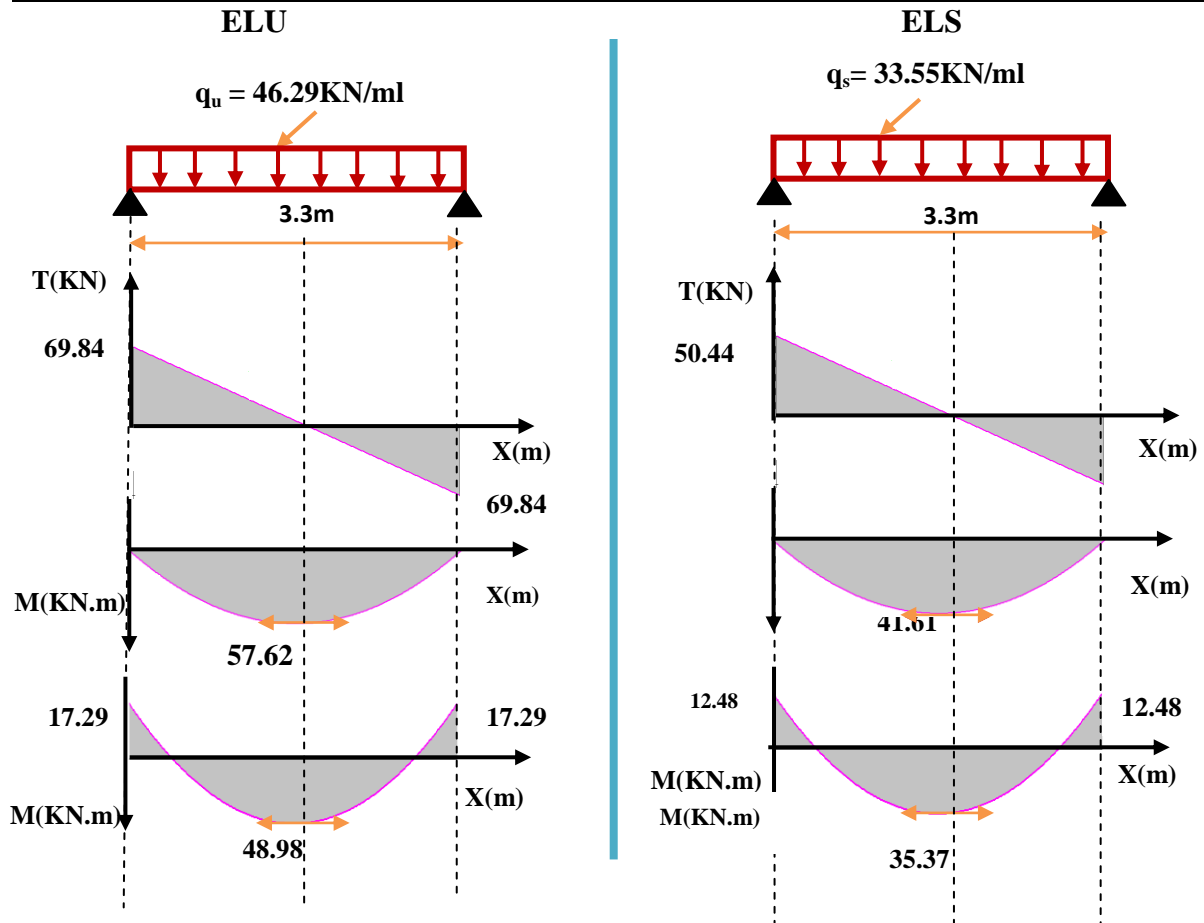 ELU
qu = 46.29KN/ml
3.3m
T(KN)
69.84
X(m)
69.84
M(KN.m)
X(m)
57.62
17.29
17.29
M(KN.m)
X(m)
48.98
ELS
qs= 33.55KN/ml
3.3m
T(KN)
50.44
X(m)
M(KN.m)
X(m)
41.61
12.48
12.48
M(KN.m)
X(m)
M(KN.m)
35.37